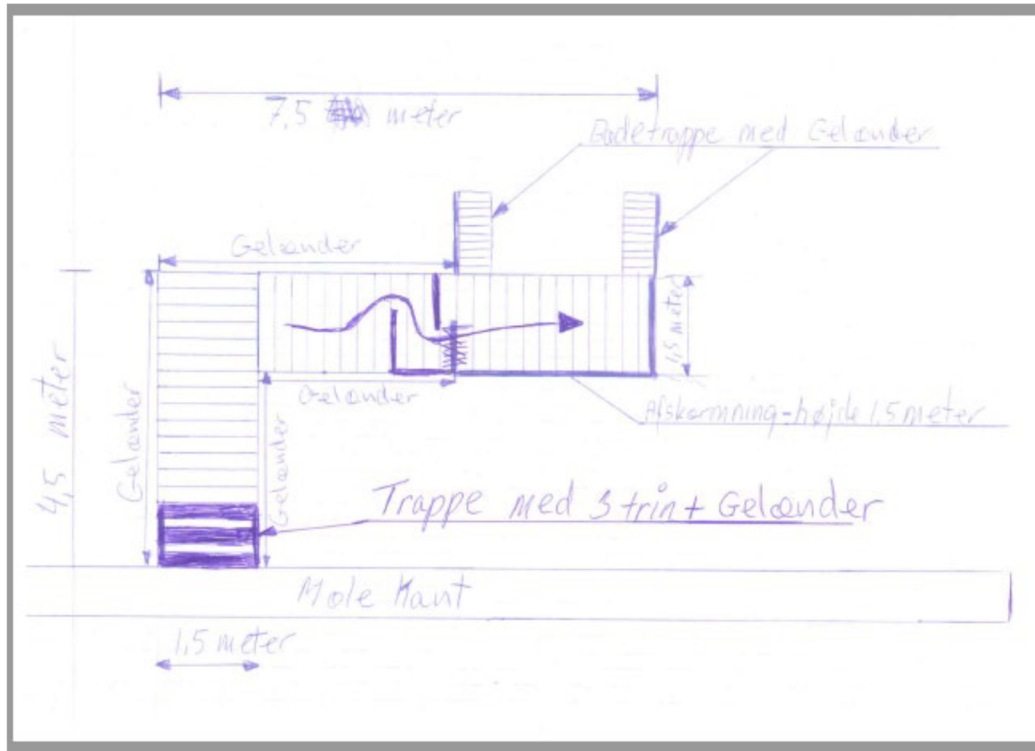 7,5 meter
Badetrappe med Gelænder
Gelænder
1,5 meter
Gelænder
Afskærmning-højde 1,5 meter
4,5 meter
Gelænder
Gelænder
Trappe med 3 trin + Gelænder
Mole Kant
1,5 meter